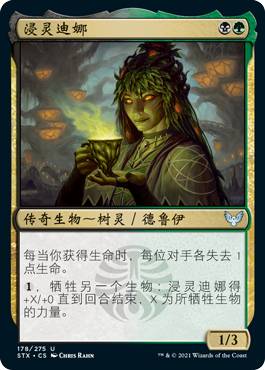 浸灵迪娜
传奇生物～树灌／德鲁伊
每当你获得生命时，每位对手各失去1
点生命。
1，牺牲另一个生物：浸灵迪娜得
+X/+0直到回合结束，X为所牺牲生物
的力量。
1/3
178/275 U
STX • CS CHRIS RAHN
™ & © 2021 Wizards of the Coast